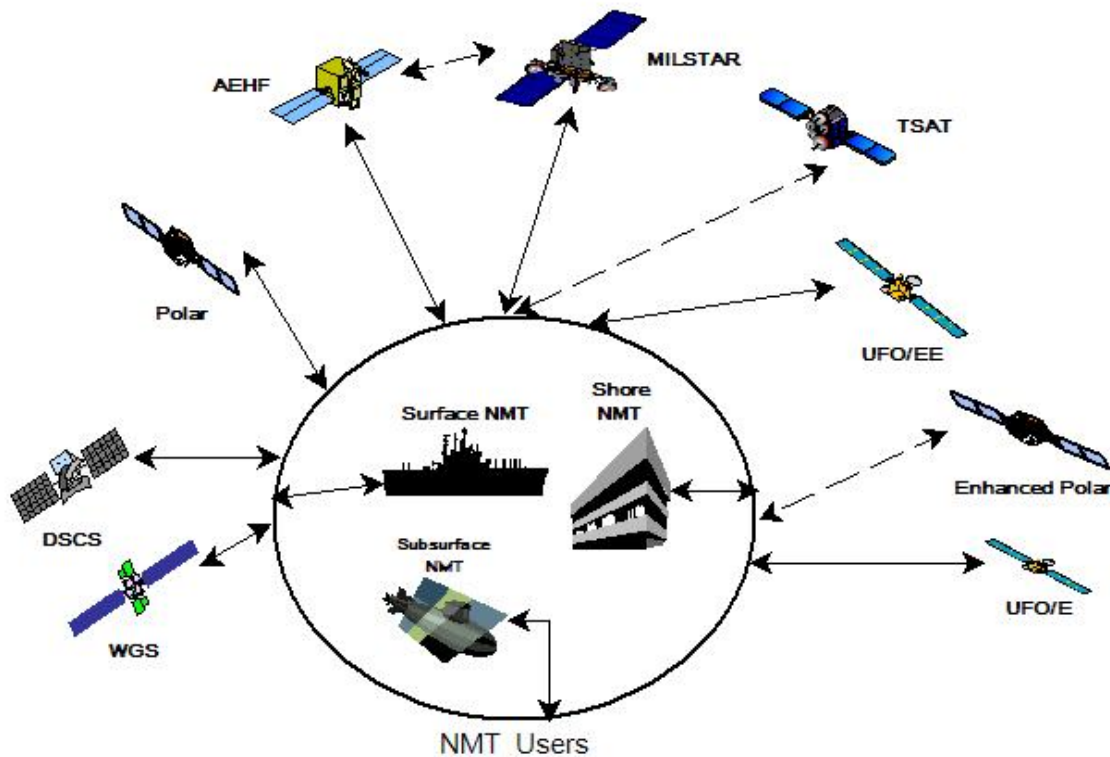 MILSTAR
AEHF
TSAT
Polar
UFO/EE
Shore
NMT
Surface NMT
Enhanced Polar
DSCS
Subsurface
NMT
UFO/E
WGS
NMT Users